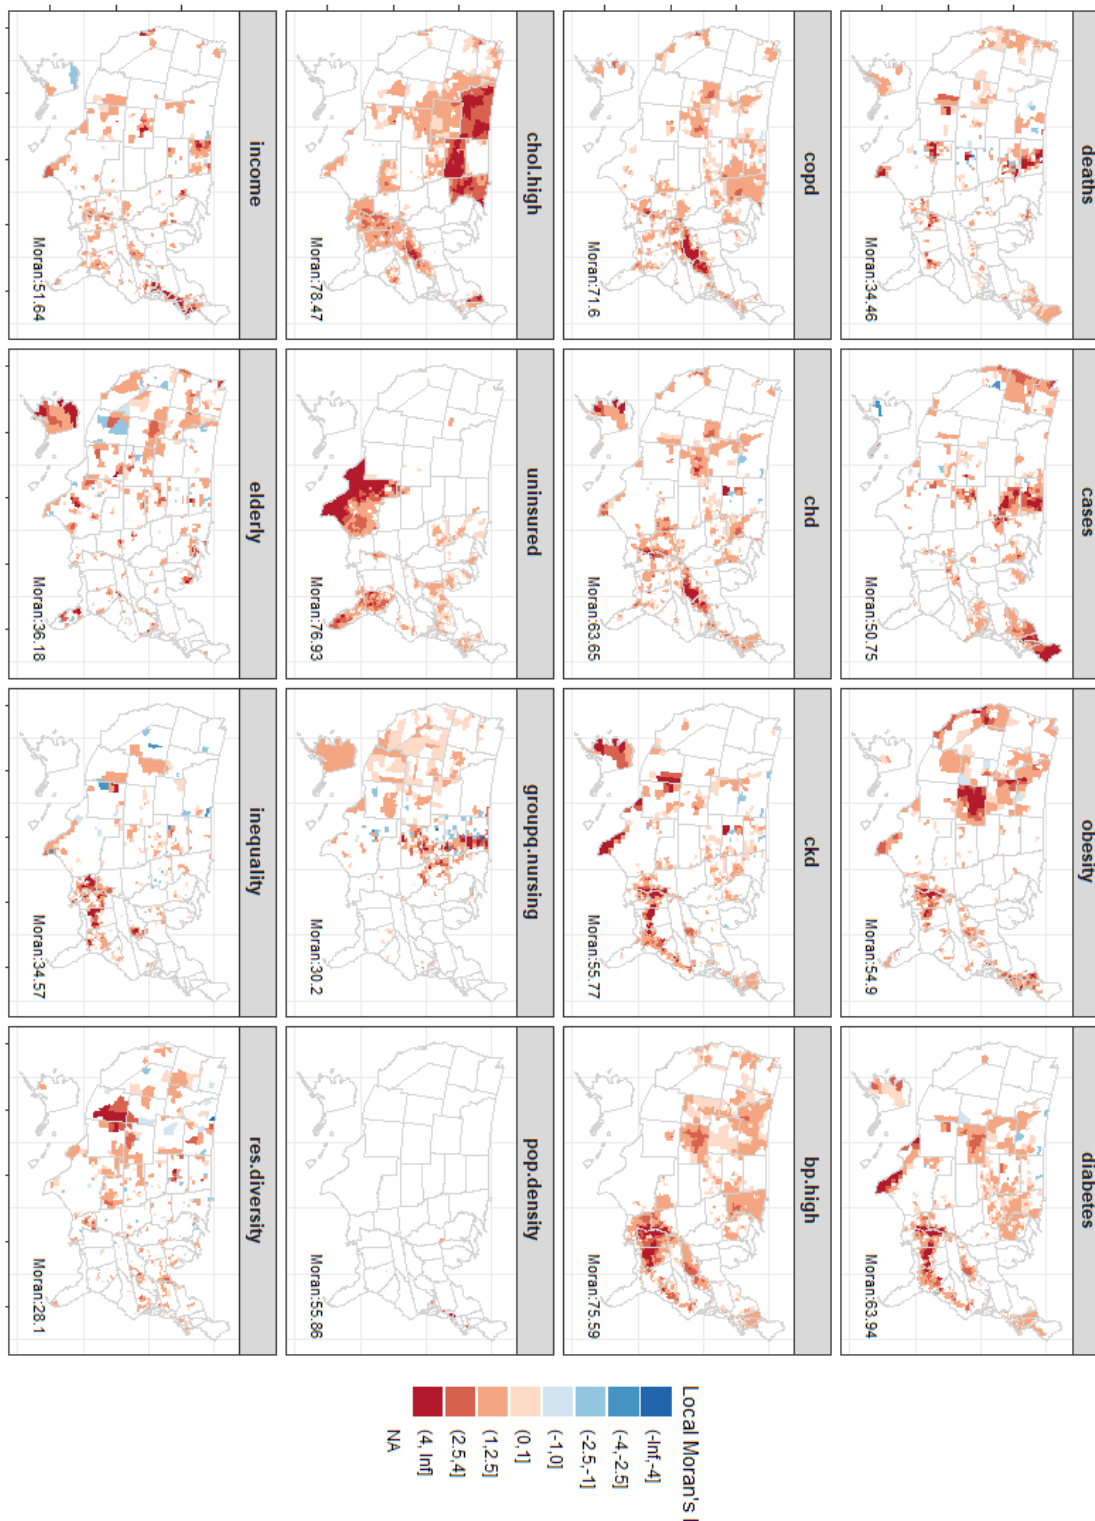 deaths
Moran:34.46
cases
Moran:50.75
obesity
Moran:54.9
diabetes
Moran:63.94
copd
Moran:71.6
chd
Moran:63.65
ckd
Moran:55.77
bp.high
Moran:75.59
chol.high
Moran:78.47
uninsured
Moran:76.93
groupq.nursing
Moran:30.2
pop.density
Moran:55.86
income
Moran:51.64
elderly
Moran:36.18
inequality
Moran:34.57
res.diversity
Moran:28.1
Local Moran's I
(-Inf,-4]
(-4,-2.5]
(-2.5,-1]
(-1,0]
(0,1]
(1,2.5]
(2.5,4]
(4, Inf]
NA